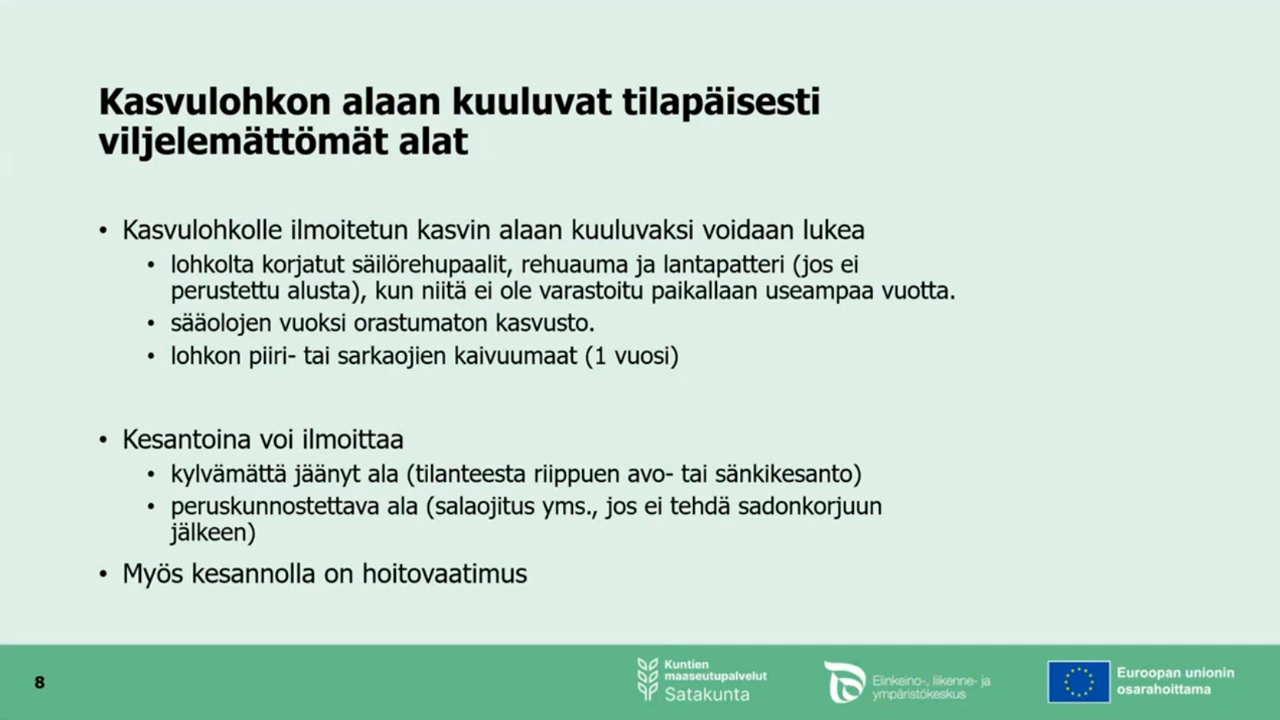 Kasvulohkon alaan kuuluvat tilapäisesti
viljelemättömät alat
• Kasvulohkolle ilmoitetun kasvin alaan kuuluvaksi voidaan lukea
• lohkolta korjatut säilörehupaalit, rehuauma ja lantapatteri (jos ei
perustettu alusta), kun niitä ei ole varastoitu paikallaan useampaa vuotta.
• sääolojen vuoksi orastumaton kasvusto.
• lohkon piiri- tai sarkaojien kaivuumaat (1 vuosi)
• Kesantoina voi ilmoittaa
• kylvämättä jäänyt ala (tilanteesta riippuen avo- tai sänkikesanto)
• peruskunnostettava ala (salaojitus yms., jos ei tehdä sadonkorjuun
jälkeen)
• Myös kesannolla on hoitovaatimus
8
Kuntien
maaseutupalvelut
Satakunta
Elinkeino-, liikenne- ja
ympäristökeskus
Euroopan unionin
osarahoittama